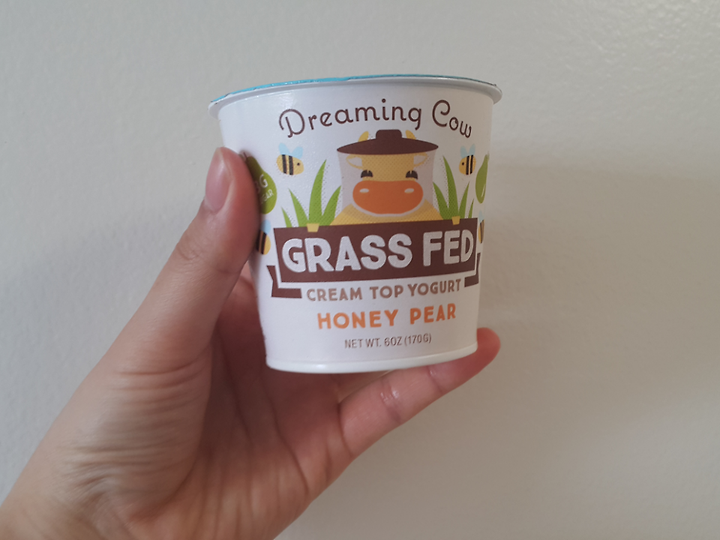 Dreaming Cow
GRASS FED
CREAM TOP YOGURT
HONEY PEAR
NET WT. 6OZ (170G)